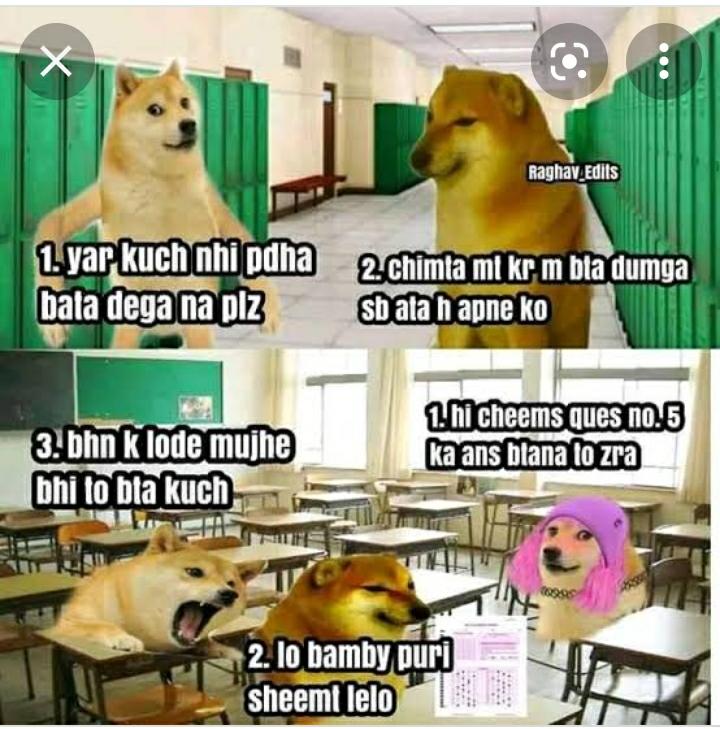 Raghav_Edits
1. yar kuch nhi pdha
bata dega na plz
2. chimta mt kr m bta dumga
sb ata h apne ko
1. hi cheems ques no. 5
ka ans btana to zra
3. bhn k lode mujhe
bhi to bta kuch
2. lo bamby puri
sheemt lelo